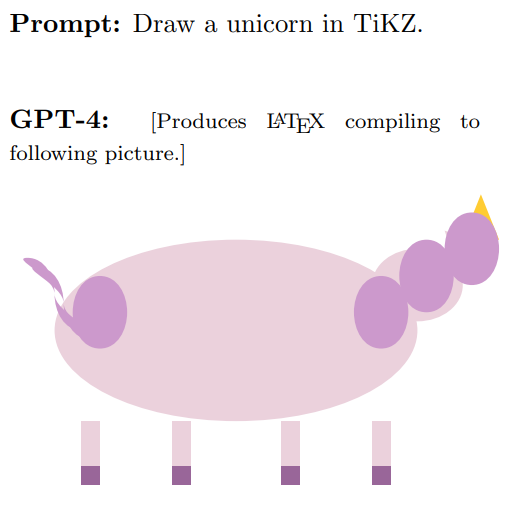 Prompt: Draw a unicorn in TiKZ.
GPT-4: [Produces LATEX compiling to
following picture.]